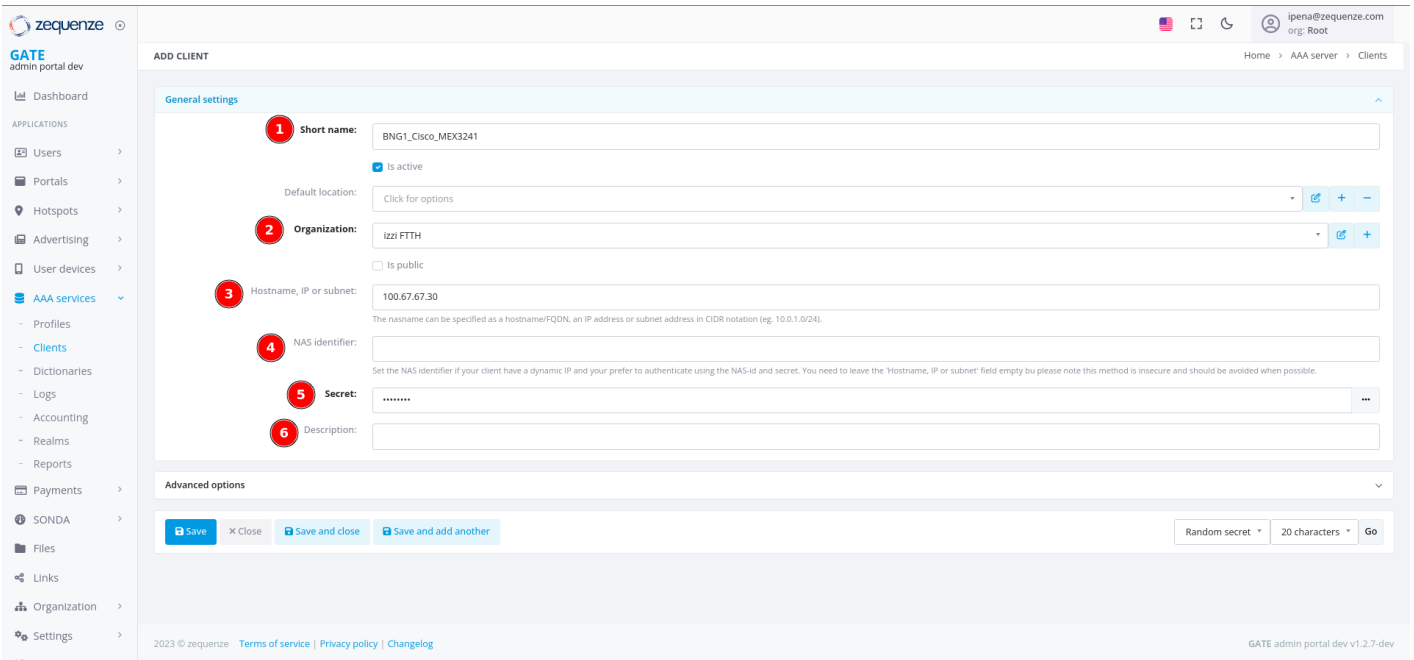 zequenze
ipena@zequenze.com
org: Root
GATE
admin portal dev
ADD CLIENT
Home > AAA server > Clients
Dashboard
APPLICATIONS
Users
Portals
Hotspots
Advertising
User devices
AAA services
- Profiles
- Clients
- Dictionaries
- Logs
- Accounting
- Realms
- Reports
Payments
SONDA
Files
Links
Organization
Settings
General settings
1 Short name: BNG1_Cisco_MEX3241
Is active
Default location: Click for options
2 Organization: izzi FTTH
Is public
3 Hostname, IP or subnet: 100.67.67.30
The nasname can be specified as a hostname/FQDN, an IP address or subnet address in CIDR notation (eg. 10.0.1.0/24).
4 NAS identifier:
Set the NAS identifier if your client have a dynamic IP and your prefer to authenticate using the NAS-id and secret. You need to leave the 'Hostname, IP or subnet' field empty bu please note this method is insecure and should be avoided when possible.
5 Secret: ••••••••
6 Description:
Advanced options
Save Close Save and close Save and add another Random secret 20 characters Go
2023 © zequenze Terms of service | Privacy policy | Changelog
GATE admin portal dev v1.2.7-dev